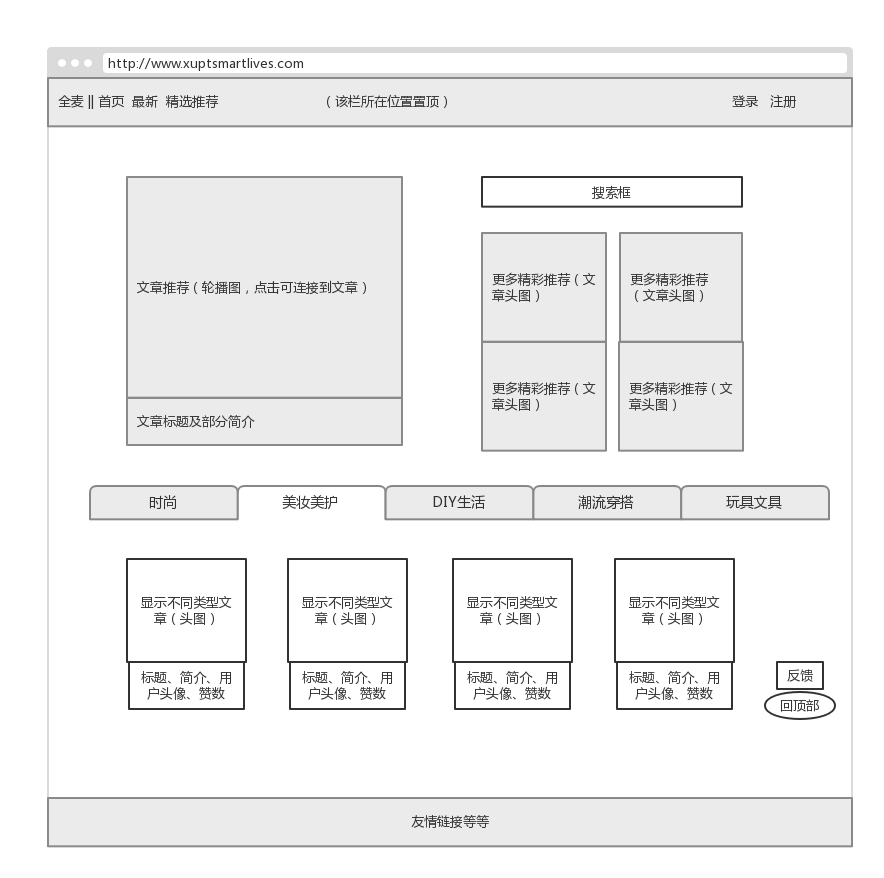 http://www.xuptsmartlives.com
全麦 || 首页 最新 精选推荐 （该栏所在位置置顶） 登录 注册
搜索框
文章推荐（轮播图，点击可连接到文章）
文章标题及部分简介
更多精彩推荐（文
章头图）
更多精彩推荐
（文章头图）
更多精彩推荐（文
章头图）
更多精彩推荐（文
章头图）
时尚 美妆美护 DIY生活 潮流穿搭 玩具文具
显示不同类型文
章（头图）
标题、简介、用
户头像、赞数
显示不同类型文
章（头图）
标题、简介、用
户头像、赞数
显示不同类型文
章（头图）
标题、简介、用
户头像、赞数
显示不同类型文
章（头图）
标题、简介、用
户头像、赞数
反馈
回顶部
友情链接等等